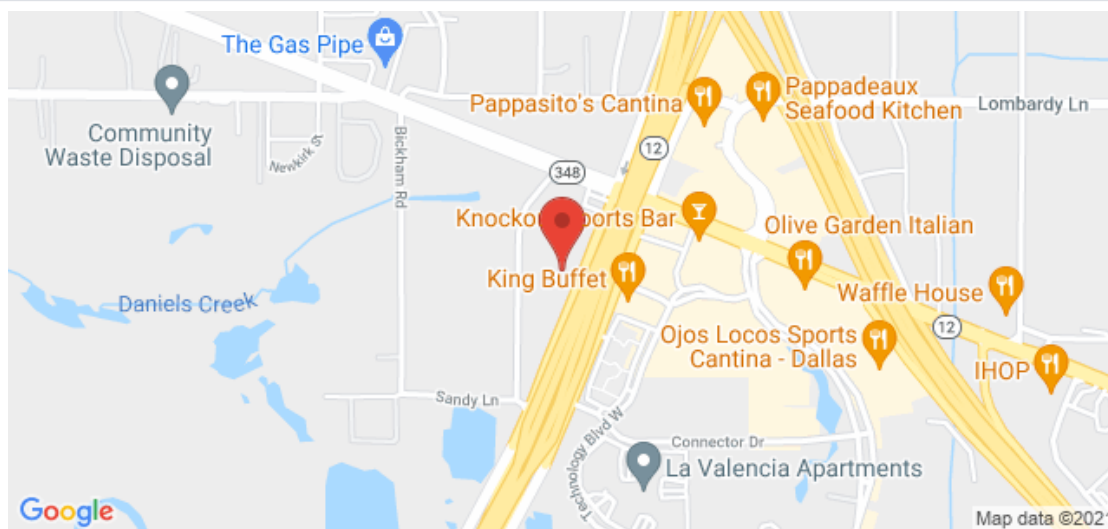 The Gas Pipe
Community
Waste Disposal
Newkirk St
Bickham Rd
Pappasito's Cantina
Pappadeaux
Seafood Kitchen
Lombardy Ln
12
348
Sports Bar
Olive Garden Italian
King Buffet
Waffle House
Daniels Creek
12
Ojos Locos Sports
Cantina - Dallas
IHOP
Sandy Ln
Connector Dr
Technology Blvd W
La Valencia Apartments
Google
Map data ©2021